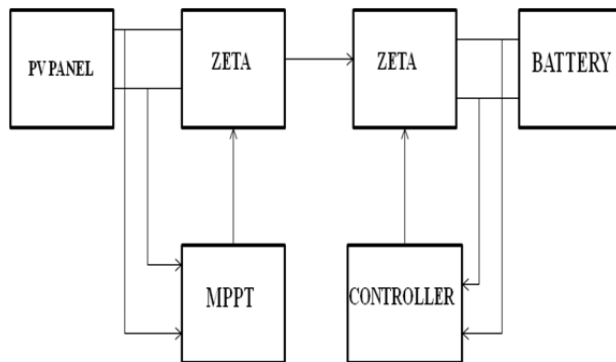 PV PANEL
ZETA
ZETA
BATTERY
MPPT
CONTROLLER